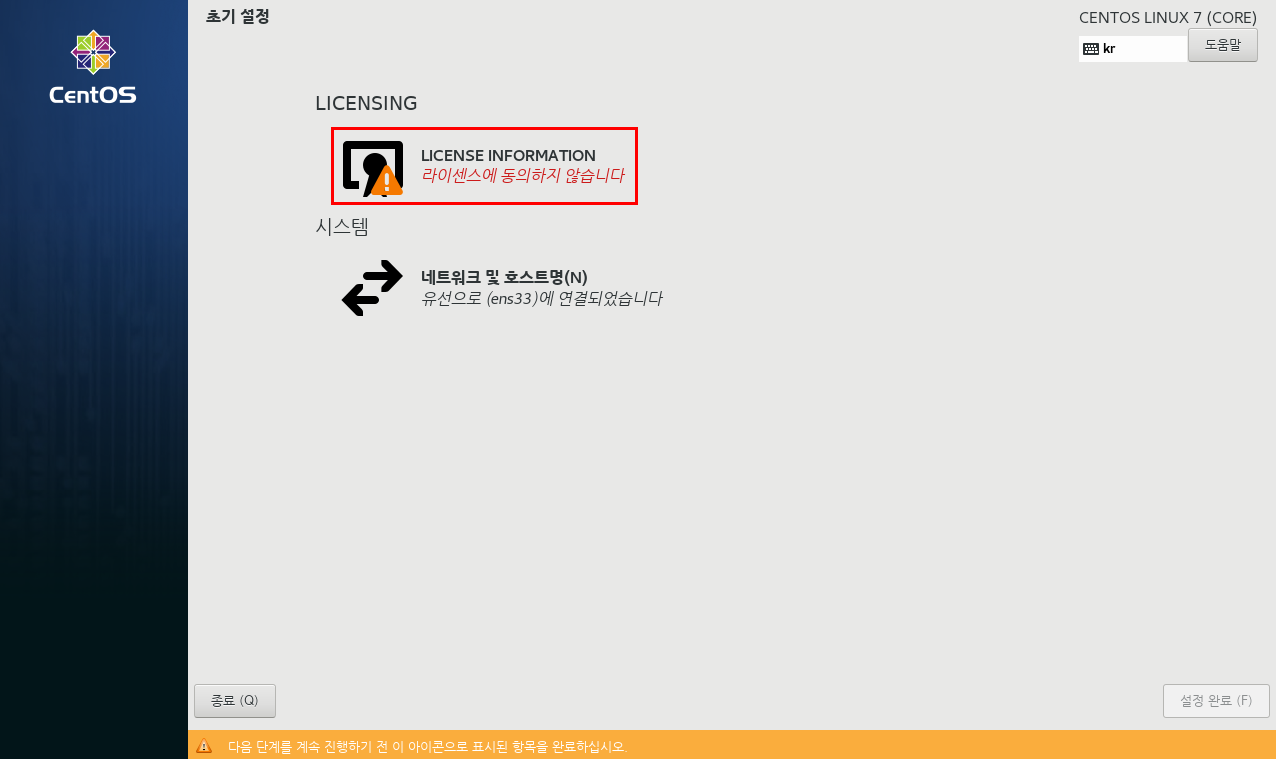 초기 설정
CENTOS LINUX 7 (CORE)
kr
도움말
CentOS
LICENSING
LICENSE INFORMATION
라이센스에 동의하지 않습니다
시스템
네트워크 및 호스트명(N)
유선으로 (ens33)에 연결되었습니다
종료 (Q)
설정 완료 (F)
다음 단계를 계속 진행하기 전 이 아이콘으로 표시된 항목을 완료하십시오.